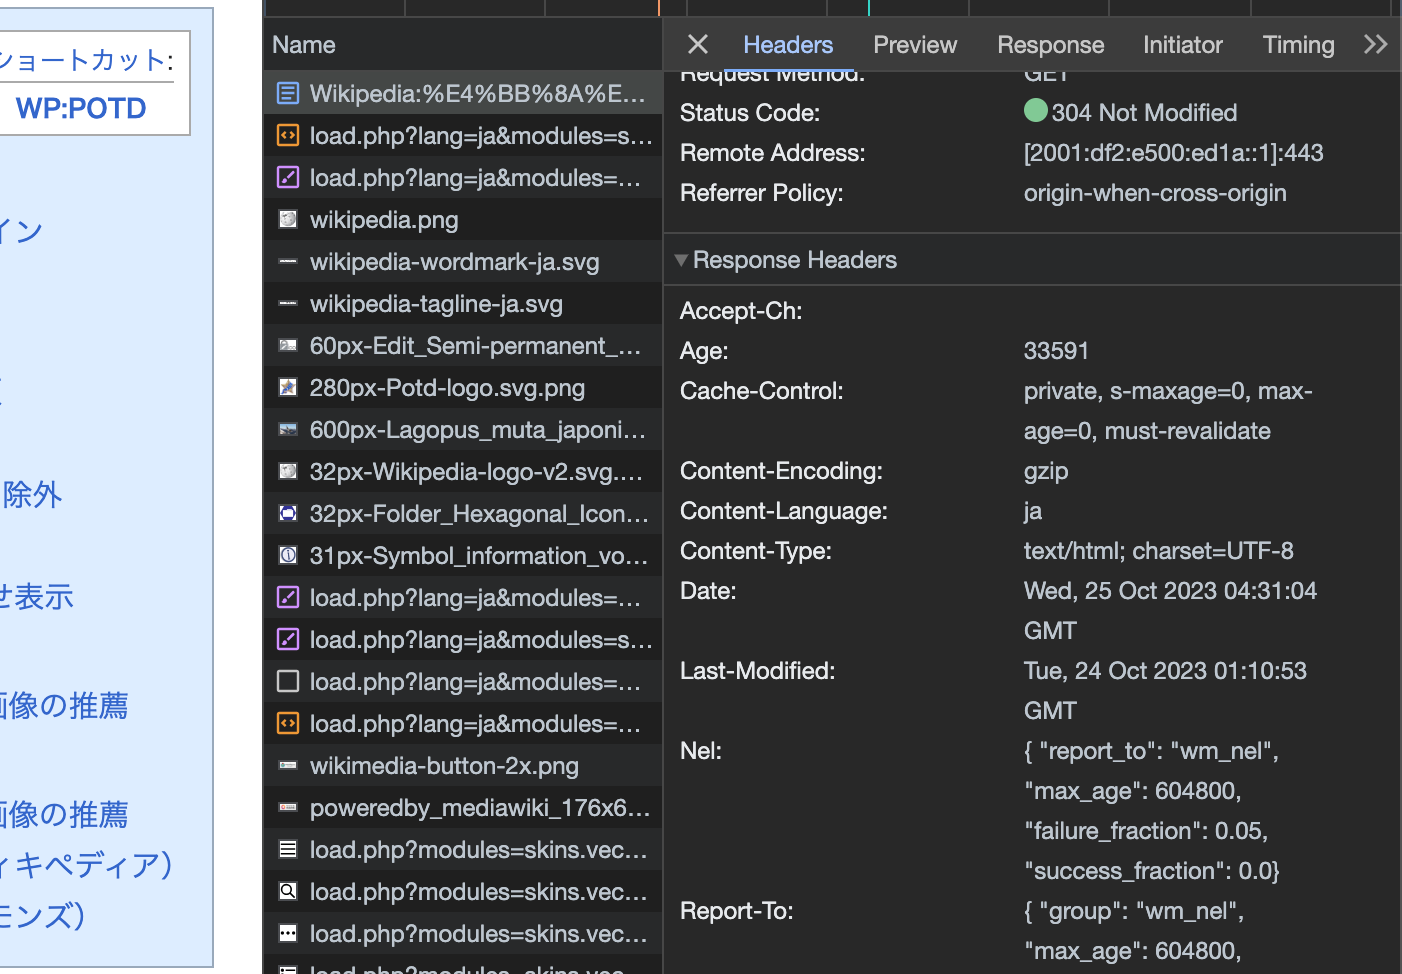 ショートカット:
WP:POTD
イン
除外
せ表示
画像の推薦
画像の推薦
ィキペディア）
モンズ）
Name
Wikipedia:%E4%BB%8A%E...
load.php?lang=ja&modules=s...
load.php?lang=ja&modules=...
wikipedia.png
wikipedia-wordmark-ja.svg
wikipedia-tagline-ja.svg
60px-Edit_Semi-permanent_...
280px-Potd-logo.svg.png
600px-Lagopus_muta_japoni...
32px-Wikipedia-logo-v2.svg....
32px-Folder_Hexagonal_Icon...
31px-Symbol_information_vo...
load.php?lang=ja&modules=...
load.php?lang=ja&modules=s...
load.php?lang=ja&modules=...
load.php?lang=ja&modules=...
wikimedia-button-2x.png
poweredby_mediawiki_176x6...
load.php?modules=skins.vec...
load.php?modules=skins.vec...
load.php?modules=skins.vec...
load.php?modules=skins.vec...
Headers Preview Response Initiator Timing
Request Method: GET
Status Code: 304 Not Modified
Remote Address: [2001:df2:e500:ed1a::1]:443
Referrer Policy: origin-when-cross-origin
Response Headers
Accept-Ch:
Age: 33591
Cache-Control: private, s-maxage=0, max-
age=0, must-revalidate
Content-Encoding: gzip
Content-Language: ja
Content-Type: text/html; charset=UTF-8
Date: Wed, 25 Oct 2023 04:31:04
GMT
Last-Modified: Tue, 24 Oct 2023 01:10:53
GMT
Nel: { "report_to": "wm_nel",
"max_age": 604800,
"failure_fraction": 0.05,
"success_fraction": 0.0}
Report-To: { "group": "wm_nel",
"max_age": 604800,